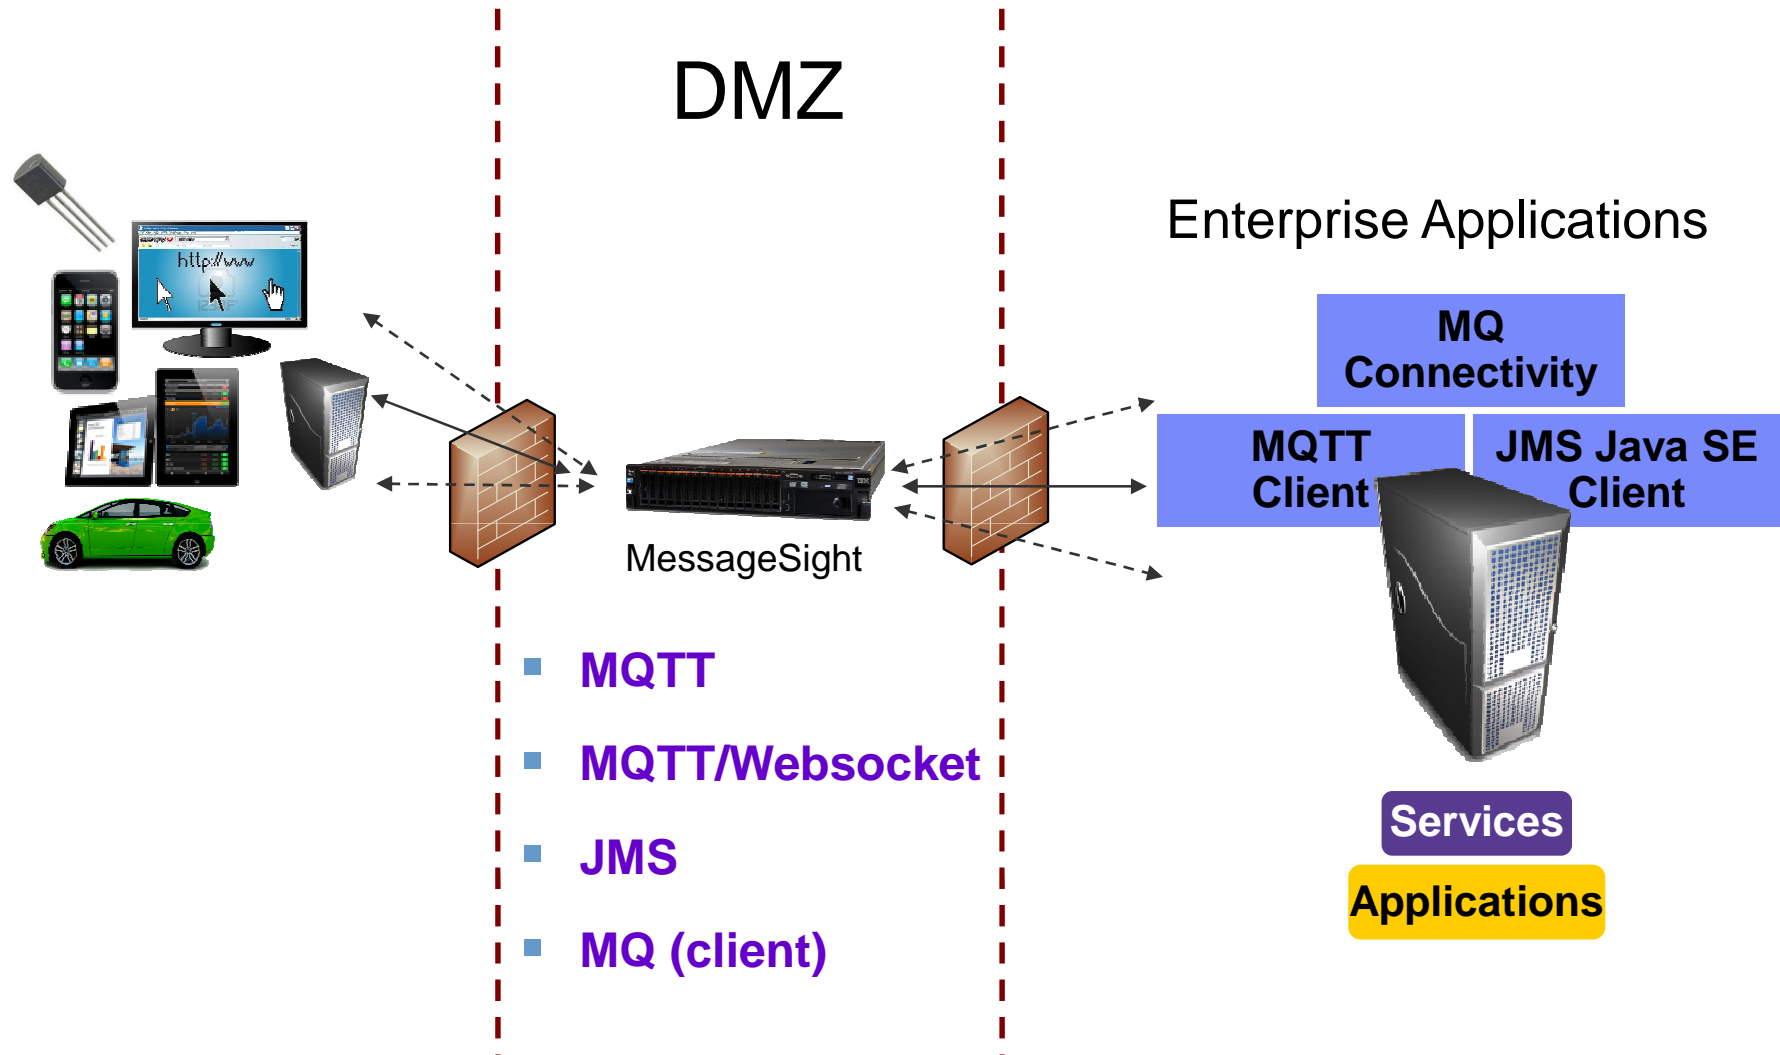 DMZ
http://www
Enterprise Applications
MQ
Connectivity
MQTT
Client
JMS Java SE
Client
MessageSight
MQTT
MQTT/Websocket
JMS
MQ (client)
Services
Applications